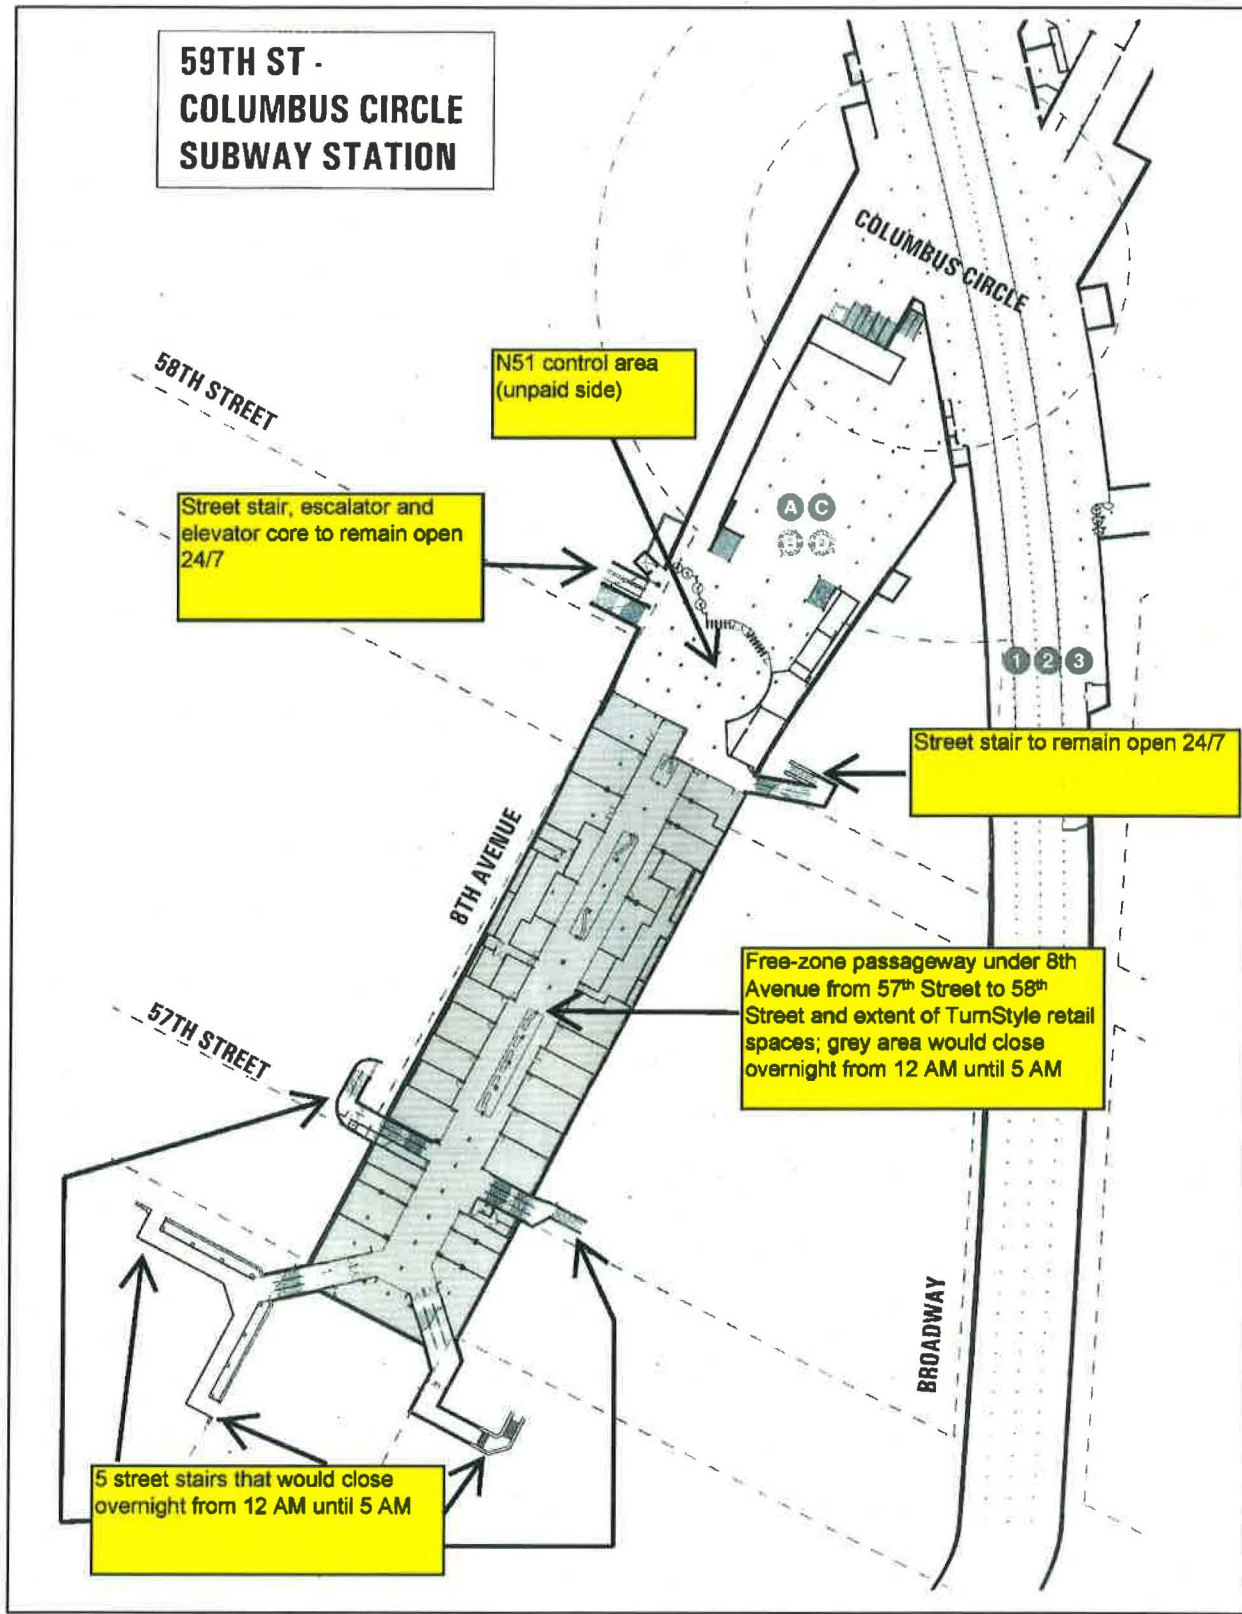 59TH ST -
COLUMBUS CIRCLE
SUBWAY STATION
COLUMBUS CIRCLE
58TH STREET
N51 control area
(unpaid side)
Street stair, escalator and
elevator core to remain open
24/7
A C
B D
1 2 3
Street stair to remain open 24/7
8TH AVENUE
Free-zone passageway under 8th
Avenue from 57th Street to 58th
Street and extent of TurnStyle retail
spaces; grey area would close
overnight from 12 AM until 5 AM
57TH STREET
BROADWAY
5 street stairs that would close
overnight from 12 AM until 5 AM